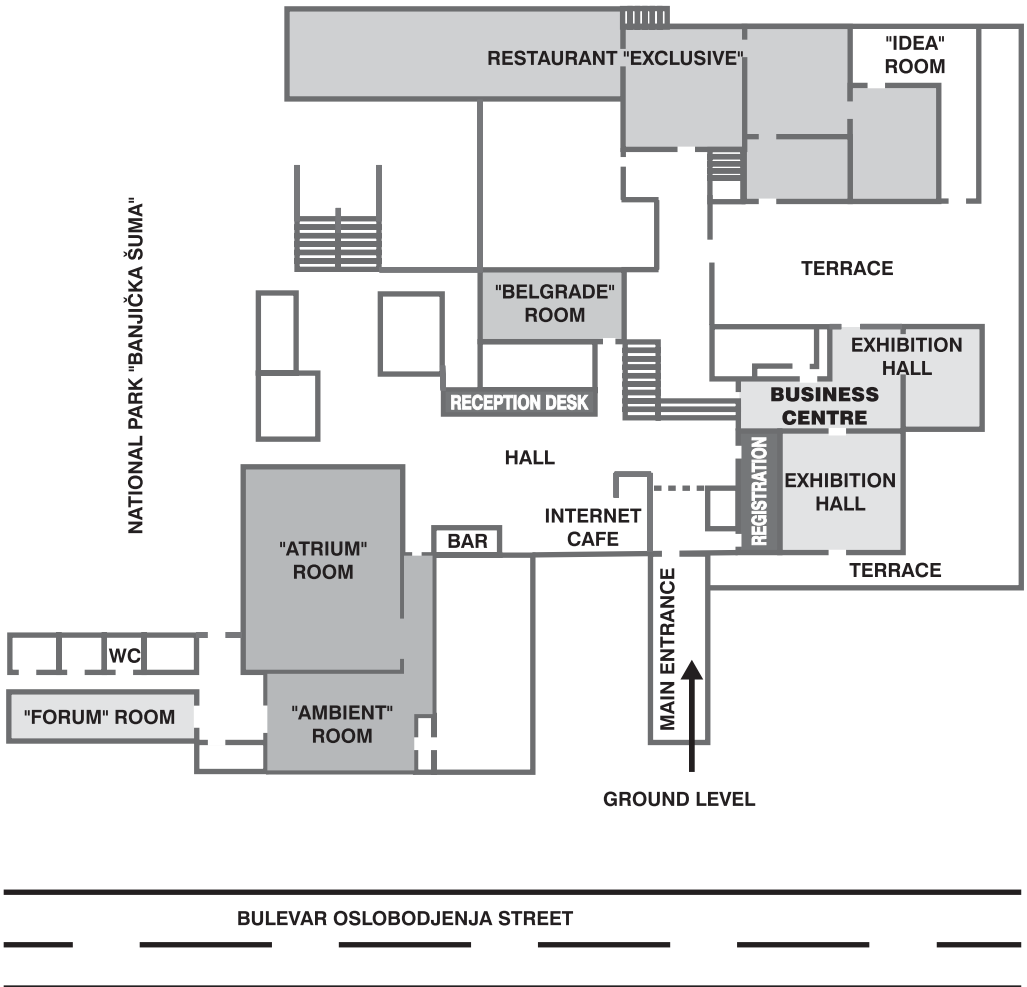 "IDEA"
ROOM
RESTAURANT "EXCLUSIVE"
NATIONAL PARK "BANJIČKA ŠUMA"
TERRACE
"BELGRADE"
ROOM
EXHIBITION
HALL
BUSINESS
CENTRE
RECEPTION DESK
HALL
REGISTRATION
EXHIBITION
HALL
INTERNET
CAFE
BAR
"ATRIUM"
ROOM
TERRACE
MAIN ENTRANCE
WC
"FORUM" ROOM
"AMBIENT"
ROOM
GROUND LEVEL
BULEVAR OSLOBODJENJA STREET